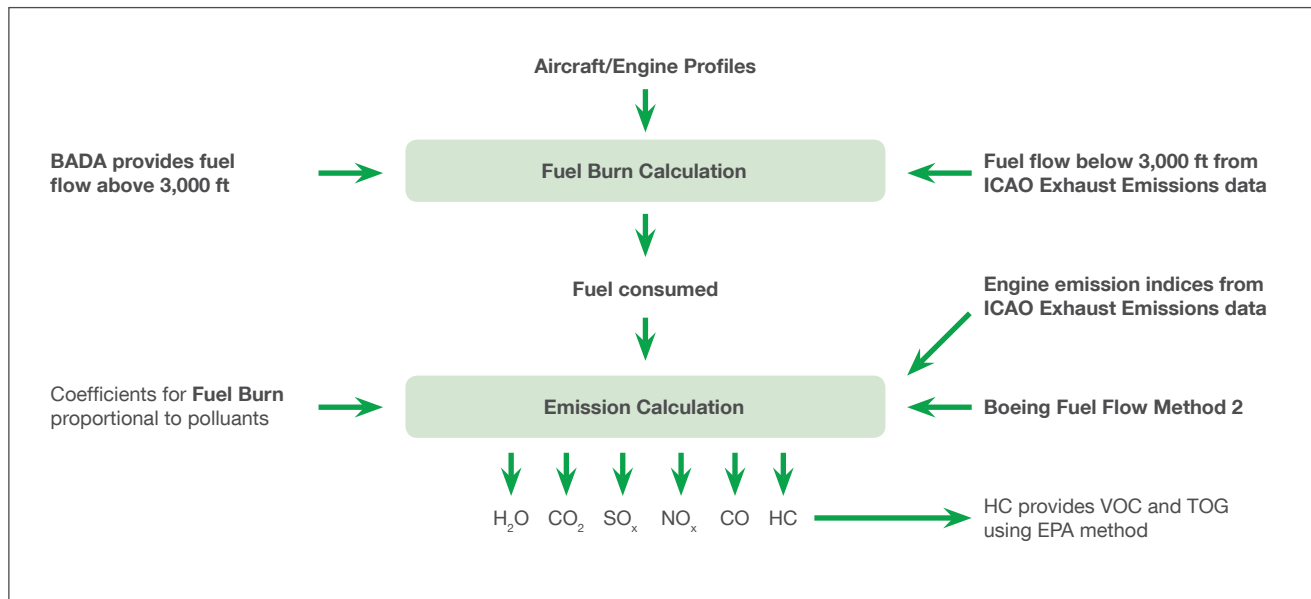 Aircraft/Engine Profiles
BADA provides fuel
flow above 3,000 ft
Fuel Burn Calculation
Fuel flow below 3,000 ft from
ICAO Exhaust Emissions data
Fuel consumed
Engine emission indices from
ICAO Exhaust Emissions data
Coefficients for Fuel Burn
proportional to polluants
Emission Calculation
Boeing Fuel Flow Method 2
H₂O CO₂ SOₓ NOₓ CO HC
HC provides VOC and TOG
using EPA method